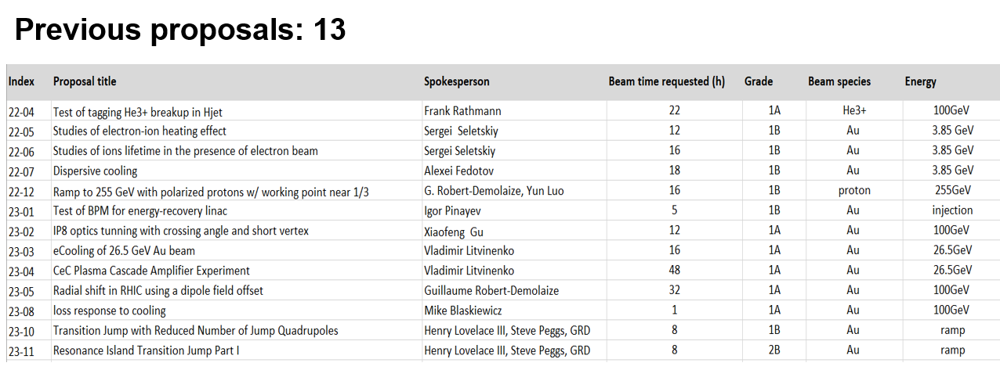 Previous proposals: 13
Index Proposal title Spokesperson Beam time requested (h) Grade Beam species Energy
22-04 Test of tagging He3+ breakup in Hjet Frank Rathmann 22 1A He3+ 100GeV
22-05 Studies of electron-ion heating effect Sergei Seletskiy 12 1B Au 3.85 GeV
22-06 Studies of ions lifetime in the presence of electron beam Sergei Seletskiy 16 1B Au 3.85 GeV
22-07 Dispersive cooling Alexei Fedotov 18 1B Au 3.85 GeV
22-12 Ramp to 255 GeV with polarized protons w/ working point near 1/3 G. Robert-Demolaize, Yun Luo 16 1B proton 255GeV
23-01 Test of BPM for energy-recovery linac Igor Pinayev 5 1B Au injection
23-02 IP8 optics tunning with crossing angle and short vertex Xiaofeng Gu 12 1A Au 100GeV
23-03 eCooling of 26.5 GeV Au beam Vladimir Litvinenko 16 1A Au 26.5GeV
23-04 CeC Plasma Cascade Amplifier Experiment Vladimir Litvinenko 48 1A Au 26.5GeV
23-05 Radial shift in RHIC using a dipole field offset Guillaume Robert-Demolaize 32 1A Au 100GeV
23-08 loss response to cooling Mike Blaskiewicz 1 1A Au 100GeV
23-10 Transition Jump with Reduced Number of Jump Quadrupoles Henry Lovelace III, Steve Peggs, GRD 8 1B Au ramp
23-11 Resonance Island Transition Jump Part I Henry Lovelace III, Steve Peggs, GRD 8 2B Au ramp